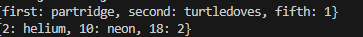 {first: partridge, second: turtledoves, fifth: 1}
{2: helium, 10: neon, 18: 2}